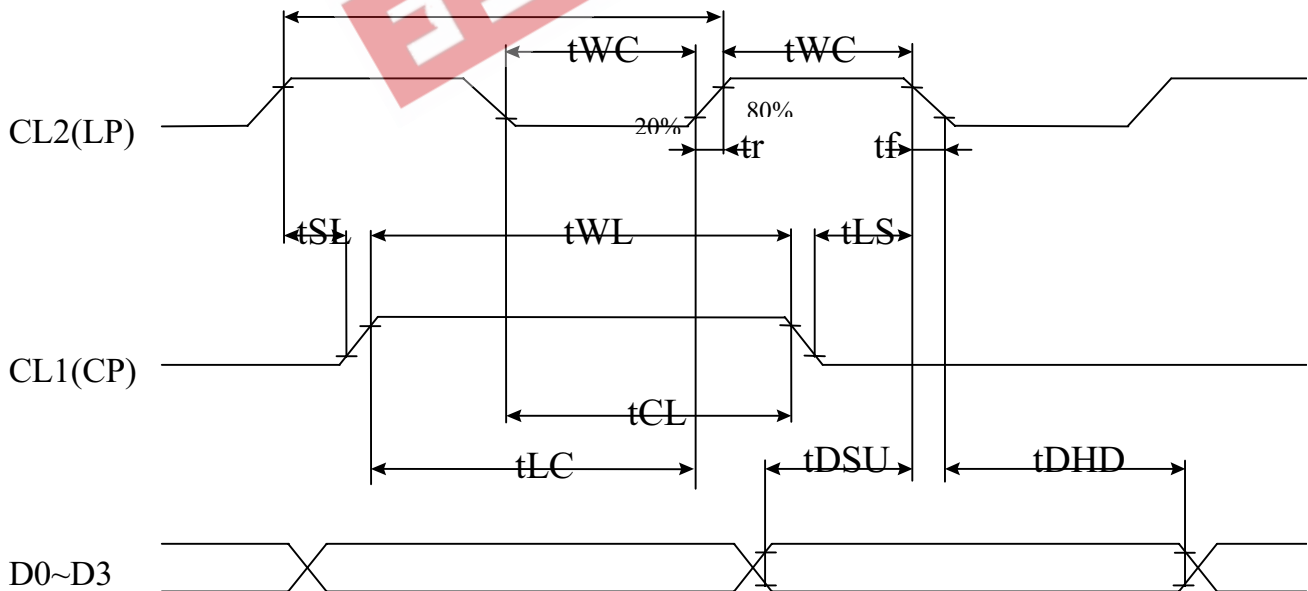 tWC tWC
CL2(LP) 20% 80%
tr tf
tSL tWL tLS
CL1(CP)
tCL
tLC tDSU tDHD
D0~D3